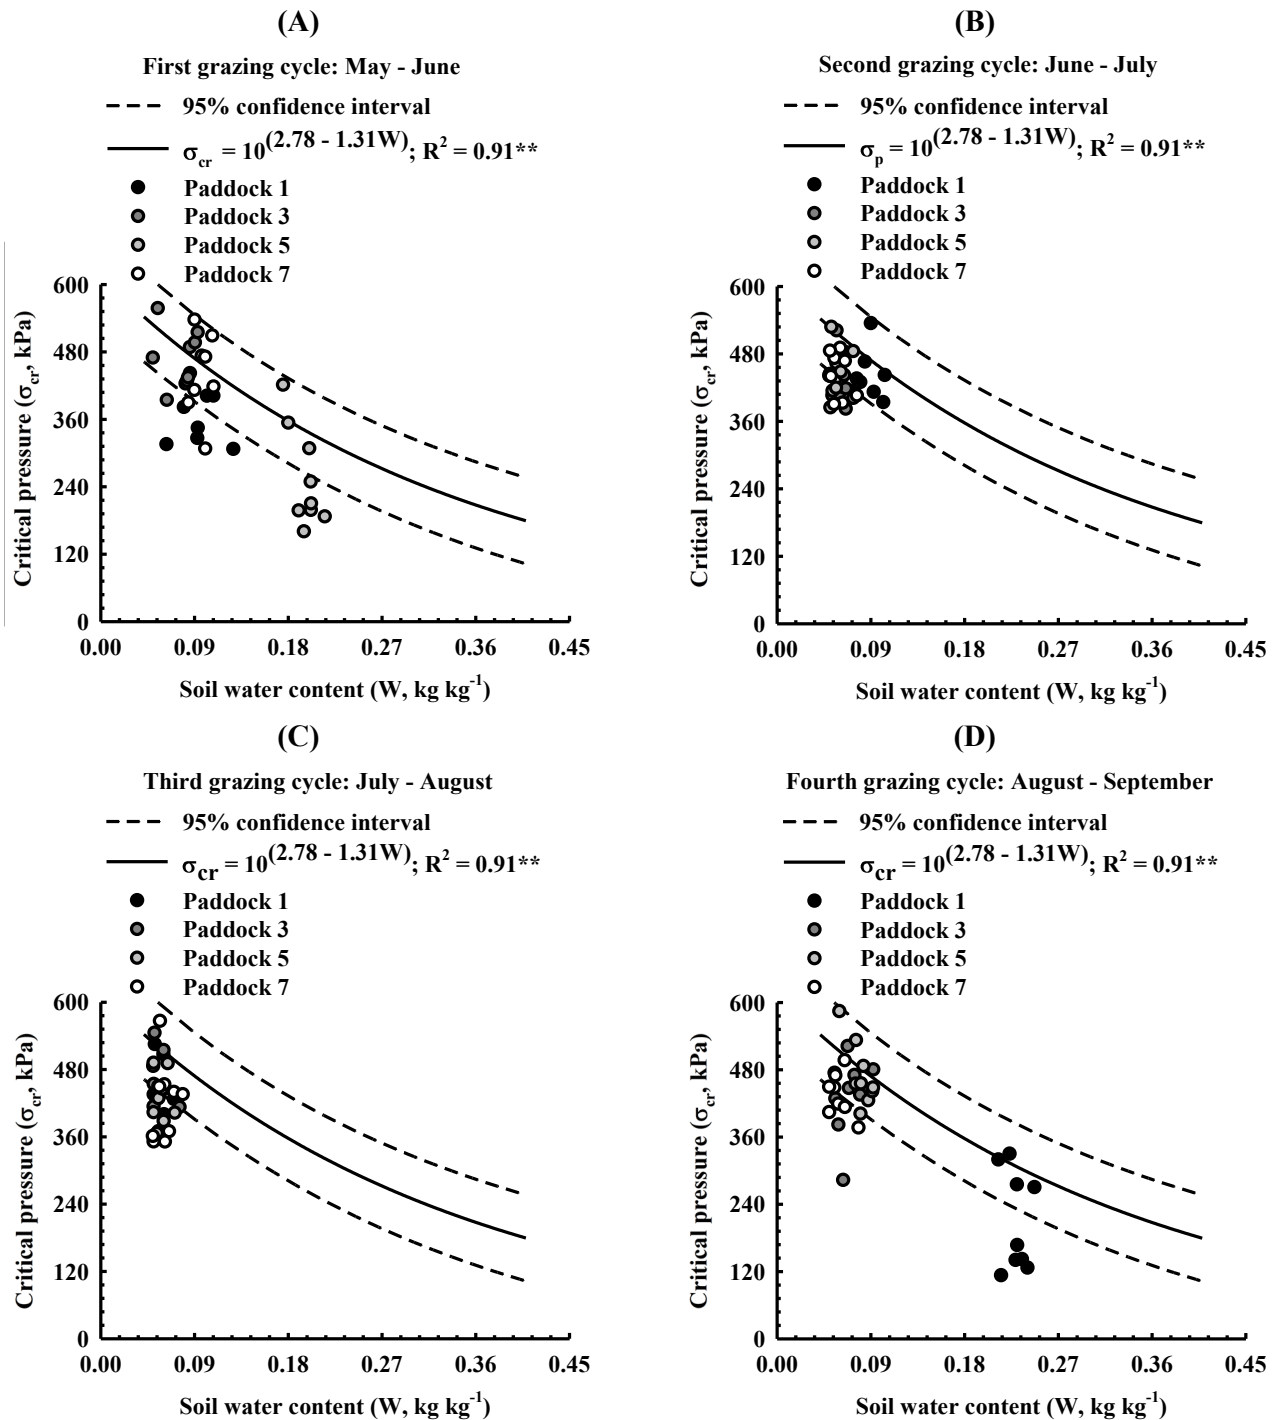 (A)
First grazing cycle: May - June
95% confidence interval
σcr = 10(2.78 - 1.31W); R2 = 0.91**
Paddock 1
Paddock 3
Paddock 5
Paddock 7
600
480
360
240
120
0
Critical pressure (σcr, kPa)
0.00 0.09 0.18 0.27 0.36 0.45
Soil water content (W, kg kg-1)
(B)
Second grazing cycle: June - July
95% confidence interval
σp = 10(2.78 - 1.31W); R2 = 0.91**
Paddock 1
Paddock 3
Paddock 5
Paddock 7
600
480
360
240
120
0
Critical pressure (σcr, kPa)
0.00 0.09 0.18 0.27 0.36 0.45
Soil water content (W, kg kg-1)
(C)
Third grazing cycle: July - August
95% confidence interval
σcr = 10(2.78 - 1.31W); R2 = 0.91**
Paddock 1
Paddock 3
Paddock 5
Paddock 7
600
480
360
240
120
0
Critical pressure (σcr, kPa)
0.00 0.09 0.18 0.27 0.36 0.45
Soil water content (W, kg kg-1)
(D)
Fourth grazing cycle: August - September
95% confidence interval
σcr = 10(2.78 - 1.31W); R2 = 0.91**
Paddock 1
Paddock 3
Paddock 5
Paddock 7
600
480
360
240
120
0
Critical pressure (σcr, kPa)
0.00 0.09 0.18 0.27 0.36 0.45
Soil water content (W, kg kg-1)